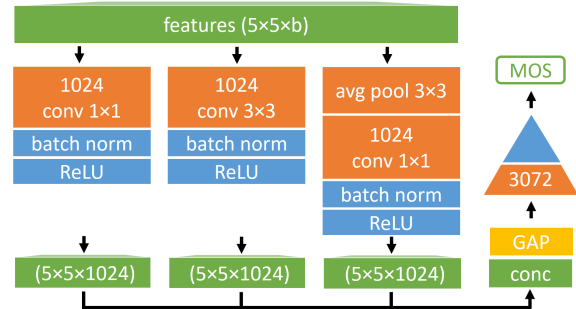 features (5×5×b)
1024
conv 1×1
batch norm
ReLU
(5×5×1024)
1024
conv 3×3
batch norm
ReLU
(5×5×1024)
avg pool 3×3
1024
conv 1×1
batch norm
ReLU
(5×5×1024)
MOS
3072
GAP
conc